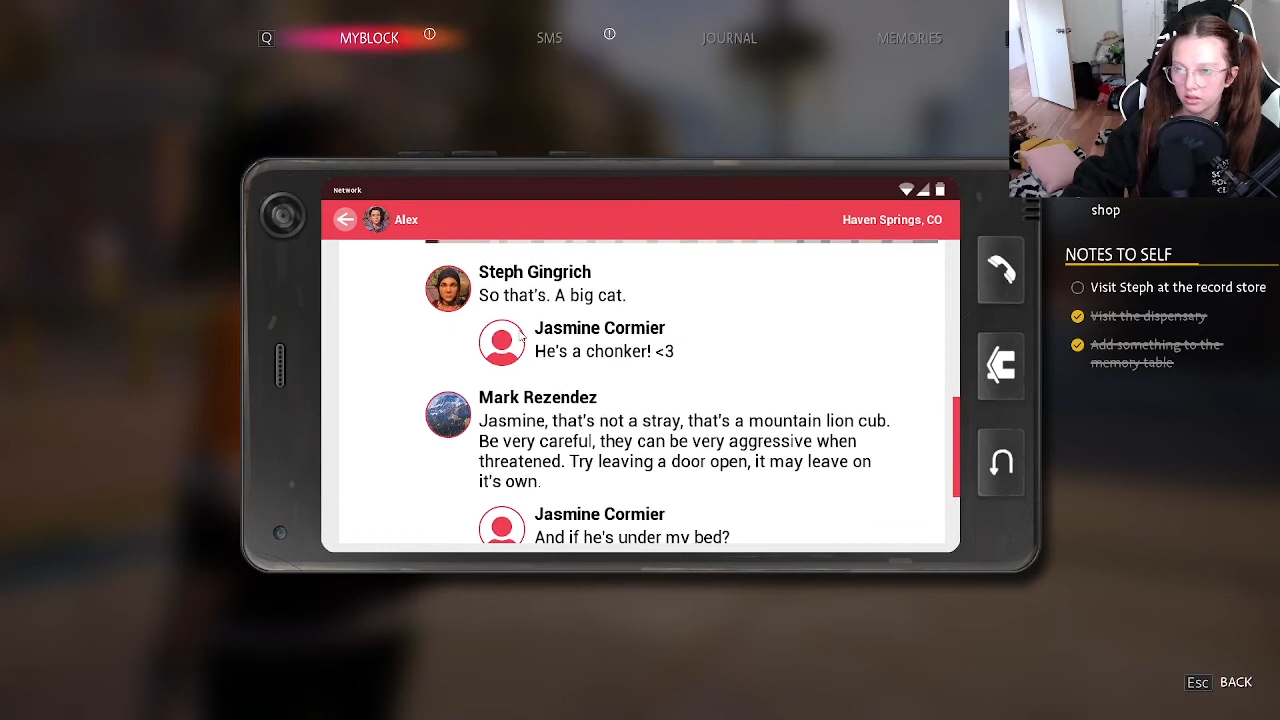 Q MYBLOCK SMS JOURNAL MEMORIES
Network
Alex
Haven Springs, CO
Steph Gingrich
So that's. A big cat.
Jasmine Cormier
He's a chonker! <3
Mark Rezendez
Jasmine, that's not a stray, that's a mountain lion cub.
Be very careful, they can be very aggressive when
threatened. Try leaving a door open, it may leave on
it's own.
Jasmine Cormier
And if he's under my bed?
shop
NOTES TO SELF
Visit Steph at the record store
Visit the dispensary
Add something to the
memory table
Esc BACK